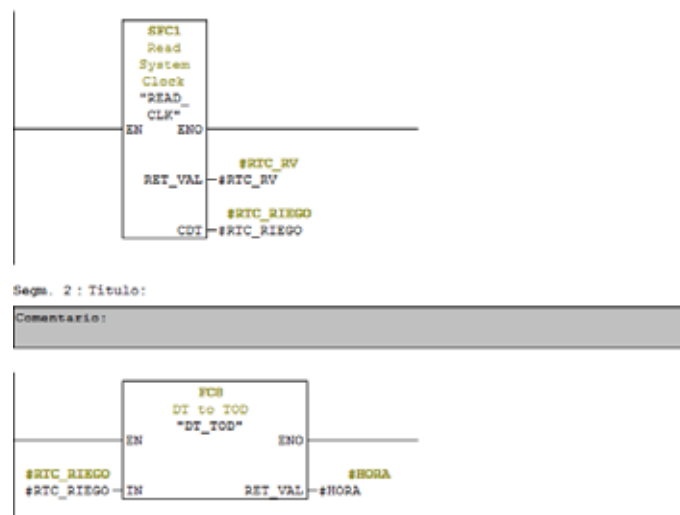 SFC1
Read
System
Clock
"READ_
CLK"
EN ENO
#RTC_RV
RET_VAL #RTC_RV
#RTC_RIEGO
CDT #RTC_RIEGO
Segm. 2 : Título:
Comentario:
FC8
DT to TOD
"DT_TOD"
EN ENO
#RTC_RIEGO #HORA
#RTC_RIEGO IN RET_VAL #HORA